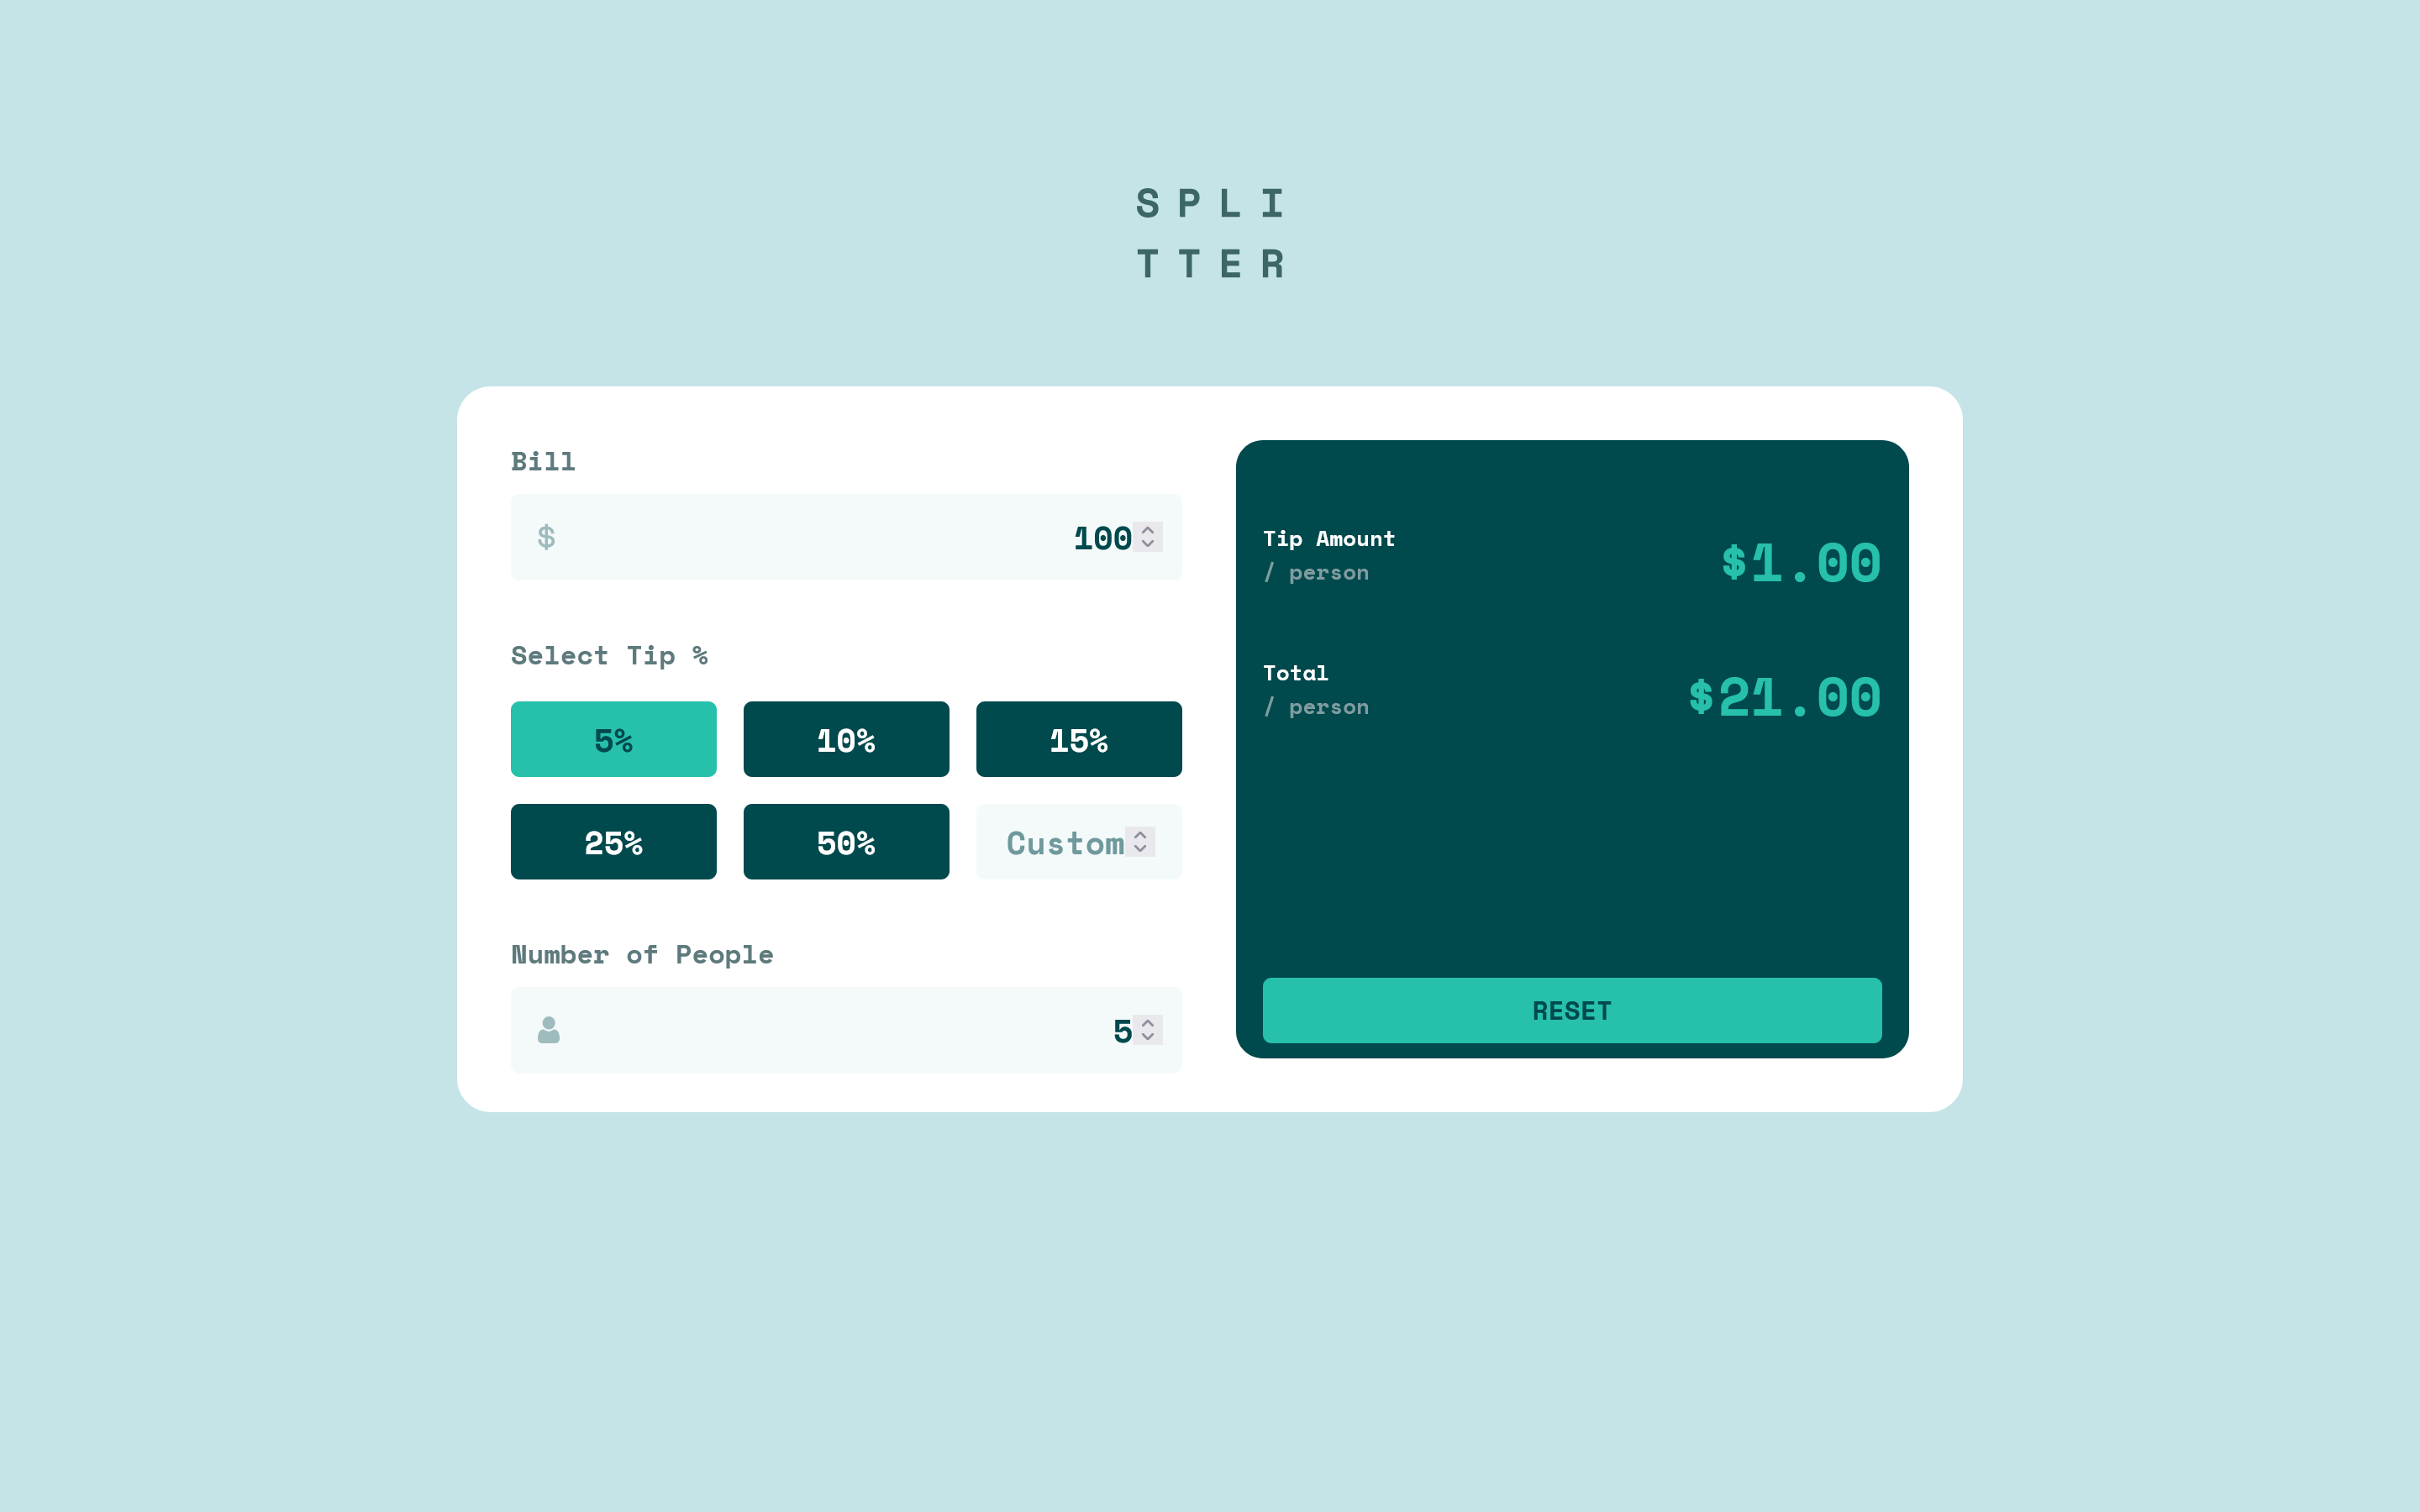 S P L I
T T E R
Bill
$
100
Select Tip %
5%
10%
15%
25%
50%
Custom
Number of People
5
Tip Amount
/ person
$1.00
Total
/ person
$21.00
RESET